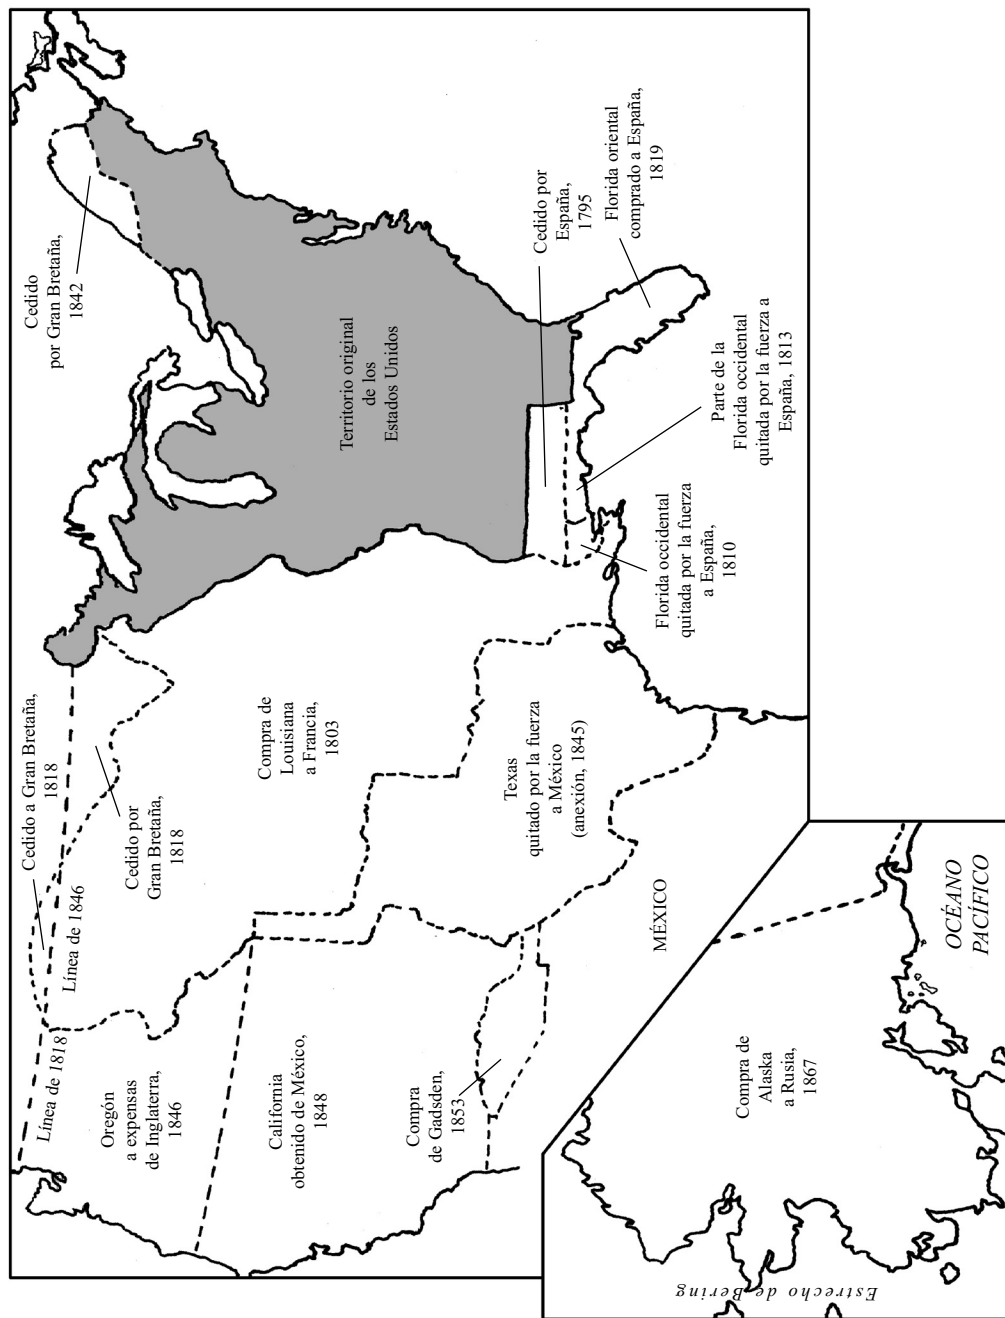 Cedido
por Gran Bretaña,
1842
Cedido a Gran Bretaña,
1818
Línea de 1846
Línea de 1818
Cedido por
Gran Bretaña,
1818
Oregón
a expensas
de Inglaterra,
1846
Compra de
Louisiana
a Francia,
1803
Territorio original
de los
Estados Unidos
California
obtenido de México,
1848
Compra
de Gadsden,
1853
Texas
quitado por la fuerza
a México
(anexión, 1845)
Cedido por
España,
1795
Florida oriental
comprado a España,
1819
Florida occidental
quitada por la fuerza
a España,
1810
Parte de la
Florida occidental
quitada por la fuerza a
España, 1813
MÉXICO
Compra de
Alaska
a Rusia,
1867
OCÉANO
PACÍFICO
Estrecho de Bering